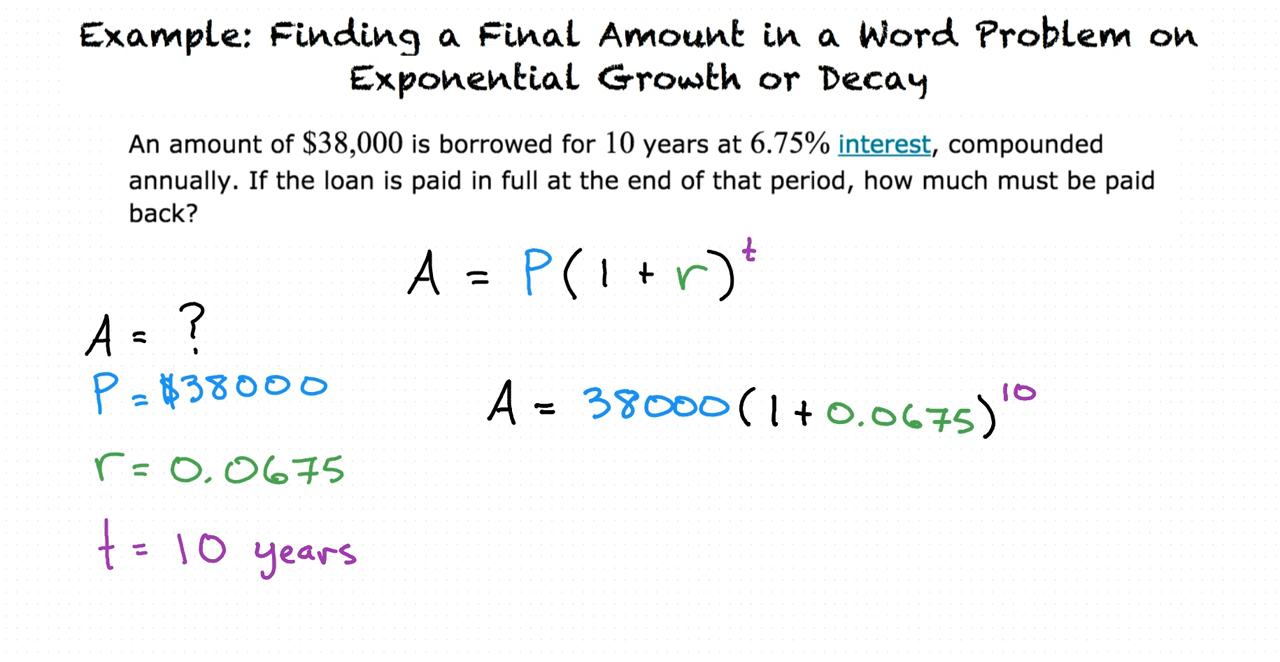 Example: Finding a Final Amount in a Word Problem on
Exponential Growth or Decay
An amount of $38,000 is borrowed for 10 years at 6.75% interest, compounded
annually. If the loan is paid in full at the end of that period, how much must be paid
back?
A = P(1 + r)^t
A = ?
P = $38000
A = 38000(1+0.0675)^10
r = 0.0675
t = 10 years